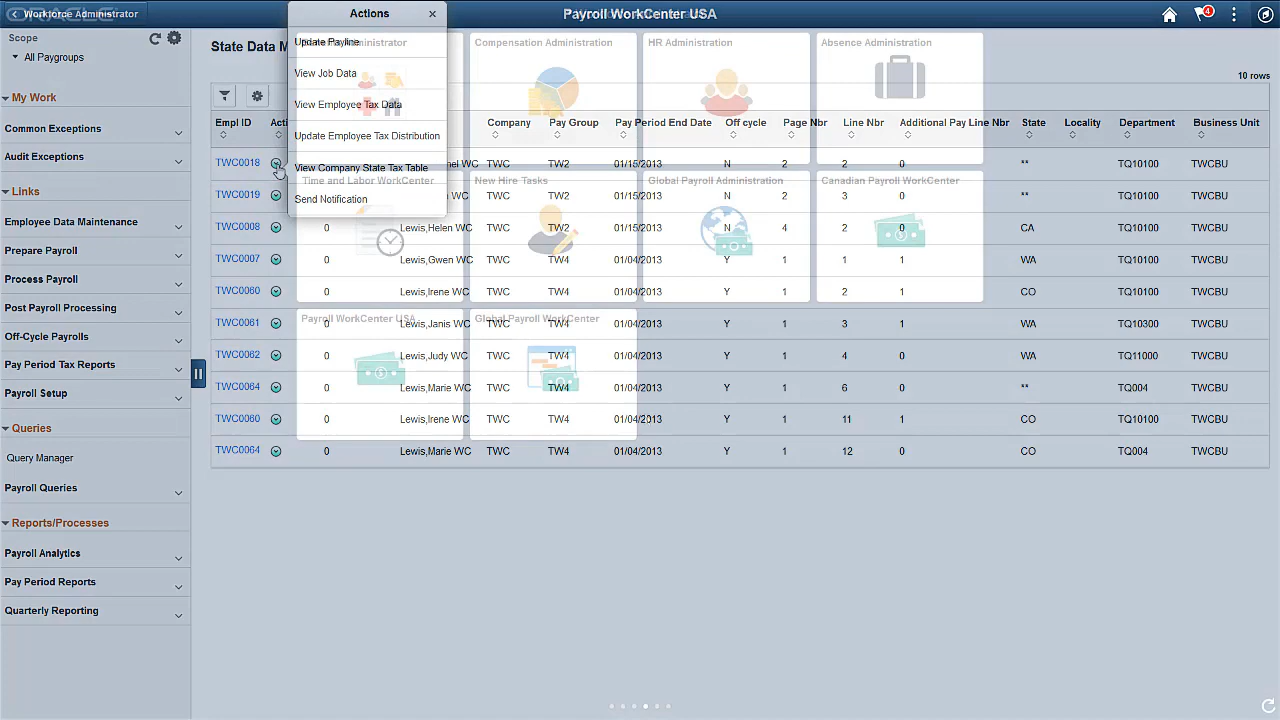 ORACLE
Workforce Administrator
Actions
×
Payroll WorkCenter USA
4
Scope
All Paygroups
My Work
Common Exceptions
Audit Exceptions
Links
Employee Data Maintenance
Prepare Payroll
Process Payroll
Post Payroll Processing
Off-Cycle Payrolls
Pay Period Tax Reports
Payroll Setup
Queries
Query Manager
Payroll Queries
Reports/Processes
Payroll Analytics
Pay Period Reports
Quarterly Reporting
State Data M
Update Payline
View Job Data
View Employee Tax Data
Update Employee Tax Distribution
View Company State Tax Table
Send Notification
Administrator
Compensation Administration
HR Administration
Absence Administration
Time and Labor WorkCenter
New Hire Tasks
Global Payroll Administration
Canadian Payroll WorkCenter
Payroll WorkCenter USA
Global Payroll WorkCenter
10 rows
Empl ID Acti Company Pay Group Pay Period End Date Off cycle Page Nbr Line Nbr Additional Pay Line Nbr State Locality Department Business Unit
TWC0018 nel WC TWC TW2 01/15/2013 N 2 2 0 ** TQ10100 TWCBU
TWC0019 TWC TW2 01/15/2013 N 2 3 0 ** TQ10100 TWCBU
TWC0008 0 Lewis,Helen WC TWC TW2 01/15/2013 N 4 2 0 CA TQ10100 TWCBU
TWC0007 0 Lewis,Gwen WC TWC TW4 01/04/2013 Y 1 1 1 WA TQ10100 TWCBU
TWC0060 0 Lewis,Irene WC TWC TW4 01/04/2013 Y 1 2 1 CO TQ10100 TWCBU
TWC0061 0 Lewis,Janis WC TWC TW4 01/04/2013 Y 1 3 1 WA TQ10300 TWCBU
TWC0062 0 Lewis,Judy WC TWC TW4 01/04/2013 Y 1 4 0 WA TQ11000 TWCBU
TWC0064 0 Lewis,Marie WC TWC TW4 01/04/2013 Y 1 6 0 ** TQ004 TWCBU
TWC0060 0 Lewis,Irene WC TWC TW4 01/04/2013 Y 1 11 1 CO TQ10100 TWCBU
TWC0064 0 Lewis,Marie WC TWC TW4 01/04/2013 Y 1 12 0 CO TQ004 TWCBU